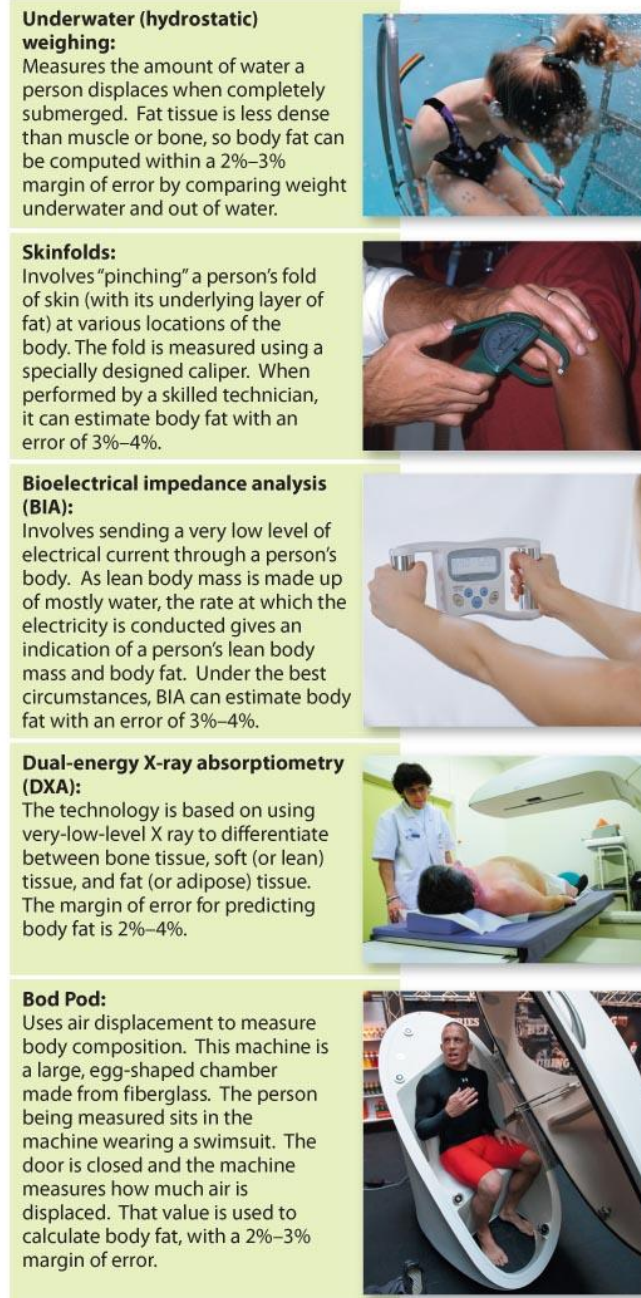 Underwater (hydrostatic)
weighing:
Measures the amount of water a
person displaces when completely
submerged. Fat tissue is less dense
than muscle or bone, so body fat can
be computed within a 2%–3%
margin of error by comparing weight
underwater and out of water.
Skinfolds:
Involves “pinching” a person’s fold
of skin (with its underlying layer of
fat) at various locations of the
body. The fold is measured using a
specially designed caliper. When
performed by a skilled technician,
it can estimate body fat with an
error of 3%–4%.
Bioelectrical impedance analysis
(BIA):
Involves sending a very low level of
electrical current through a person’s
body. As lean body mass is made up
of mostly water, the rate at which the
electricity is conducted gives an
indication of a person’s lean body
mass and body fat. Under the best
circumstances, BIA can estimate body
fat with an error of 3%–4%.
Dual-energy X-ray absorptiometry
(DXA):
The technology is based on using
very-low-level X ray to differentiate
between bone tissue, soft (or lean)
tissue, and fat (or adipose) tissue.
The margin of error for predicting
body fat is 2%–4%.
Bod Pod:
Uses air displacement to measure
body composition. This machine is
a large, egg-shaped chamber
made from fiberglass. The person
being measured sits in the
machine wearing a swimsuit. The
door is closed and the machine
measures how much air is
displaced. That value is used to
calculate body fat, with a 2%–3%
margin of error.